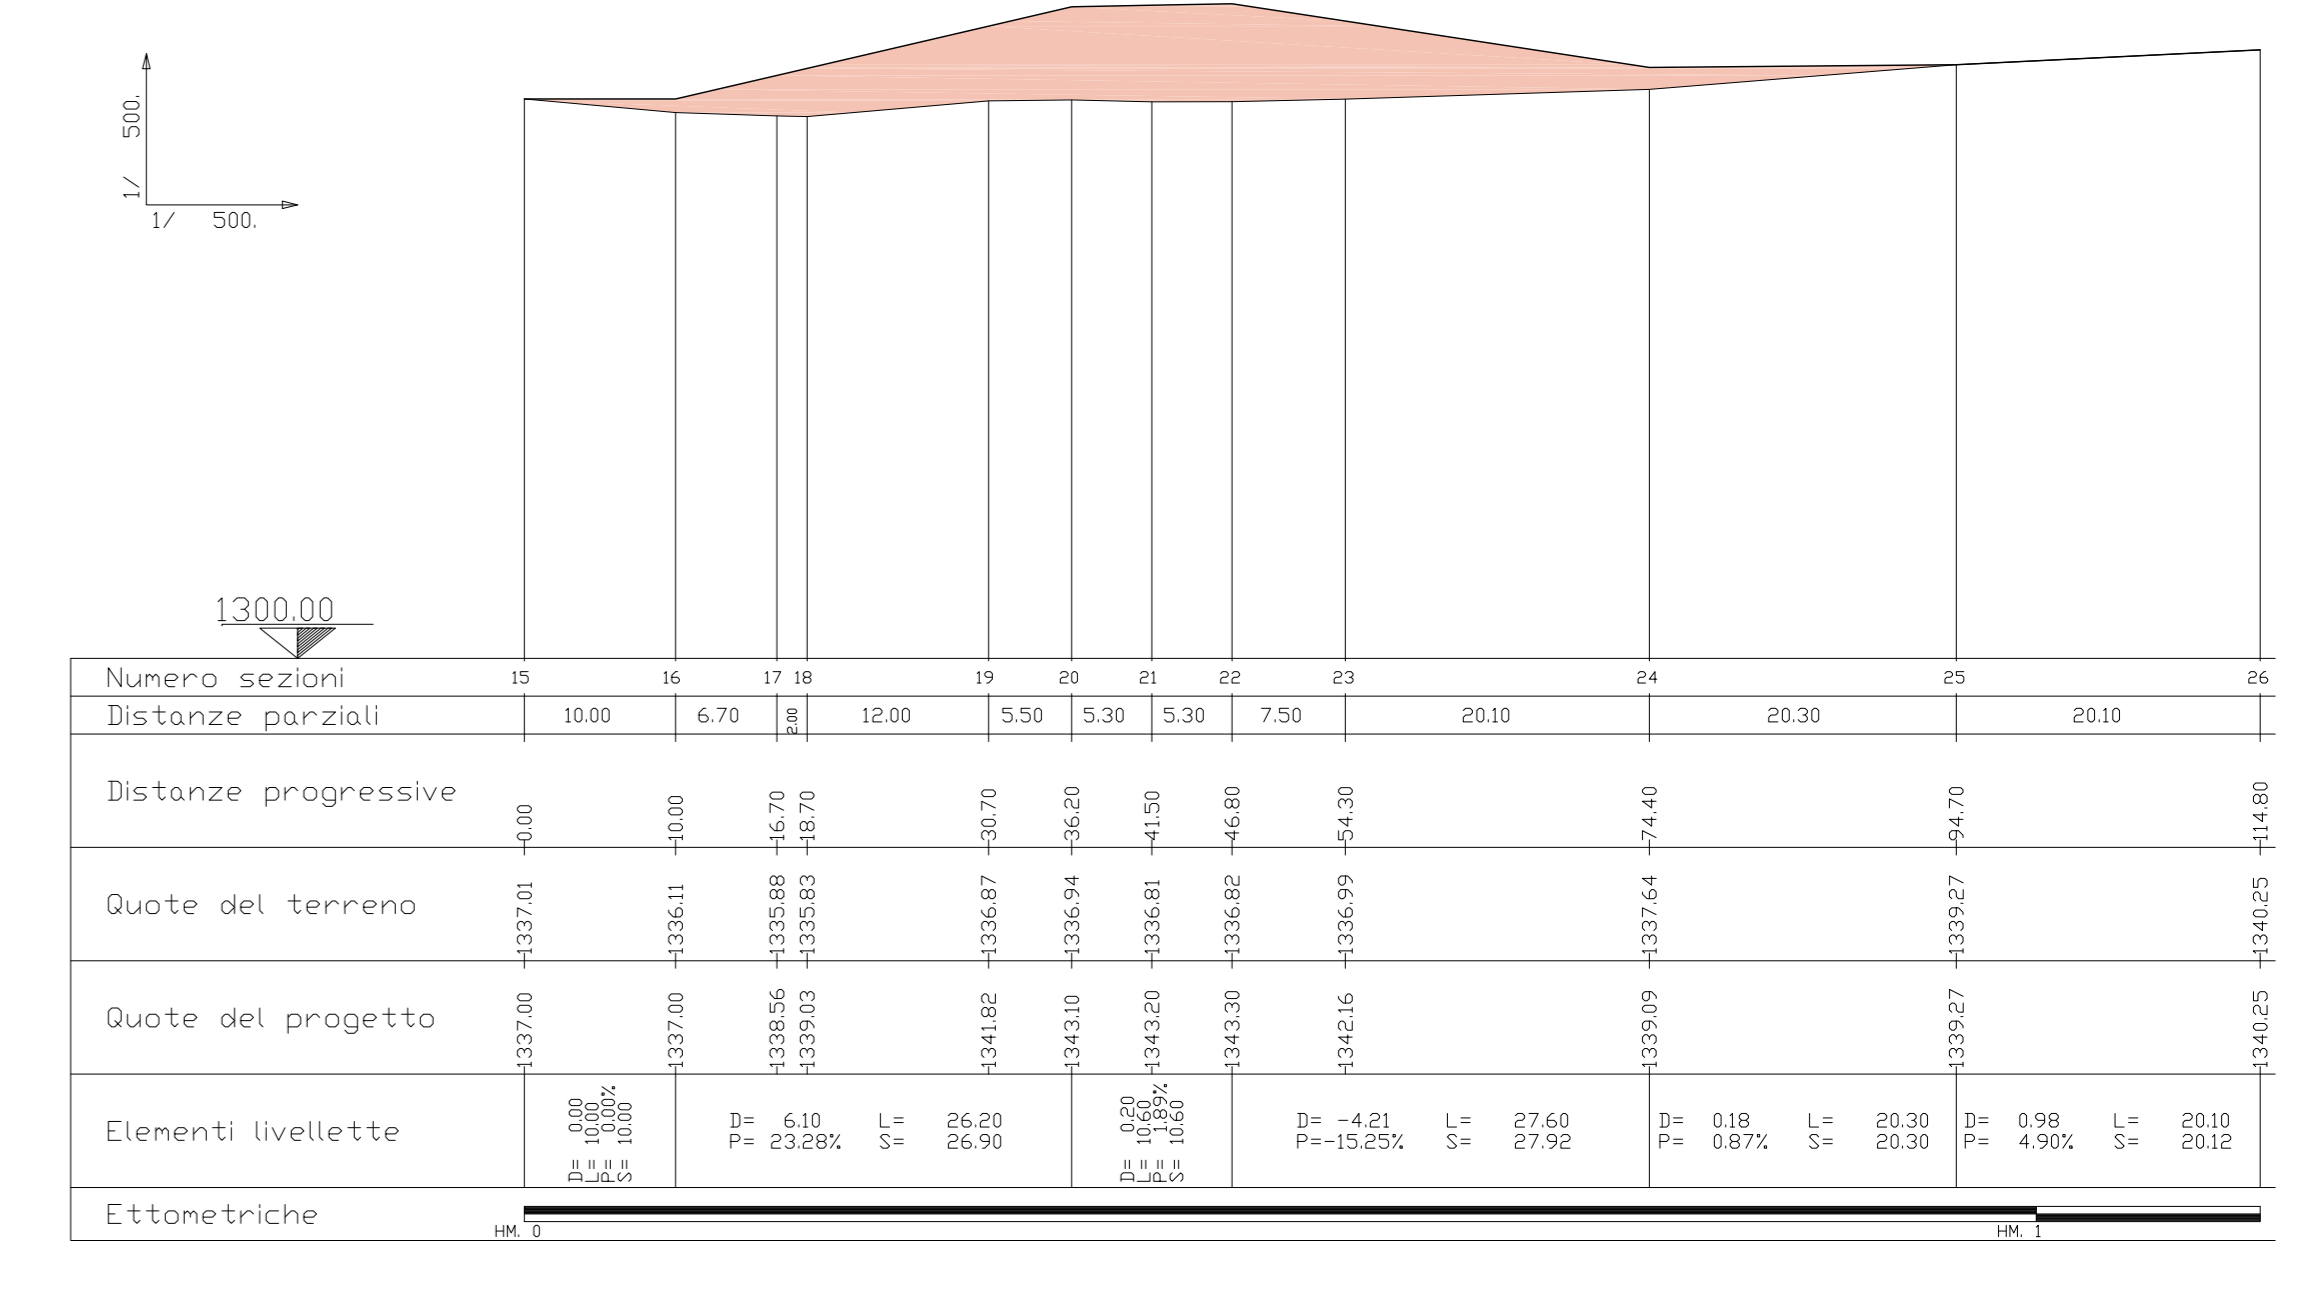 1/ 500.
1/ 500.
1300.00
Numero sezioni 15 16 17 18 19 20 21 22 23 24 25 26
Distanze parziali 10.00 6.70 2.00 12.00 5.50 5.30 5.30 7.50 20.10 20.30 20.10
Distanze progressive 0.00 10.00 16.70 18.70 30.70 36.20 41.50 46.80 54.30 74.40 94.70 114.80
Quote del terreno 1337.01 1336.11 1335.88 1335.83 1336.87 1336.94 1336.81 1336.82 1336.99 1337.64 1339.27 1340.25
Quote del progetto 1337.00 1337.00 1338.56 1339.03 1341.82 1343.10 1343.20 1343.30 1342.16 1339.09 1339.27 1340.25
Elementi livellette
D= 0.00
L= 10.00
P= 0.00%
S= 10.00
D= 6.10 L= 26.20
P= 23.28% S= 26.90
D= 0.20
L= 10.60
P= 1.89%
S= 10.60
D= -4.21 L= 27.60
P=-15.25% S= 27.92
D= 0.18 L= 20.30
P= 0.87% S= 20.30
D= 0.98 L= 20.10
P= 4.90% S= 20.12
Ettometriche
HM. 0 HM. 1